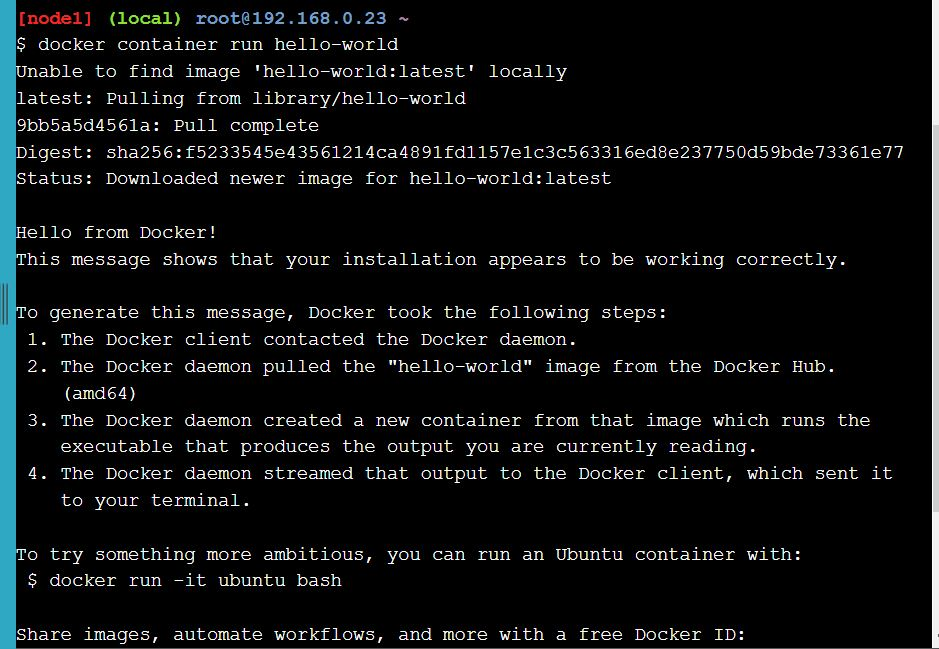 [node1] (local) root@192.168.0.23 ~
$ docker container run hello-world
Unable to find image 'hello-world:latest' locally
latest: Pulling from library/hello-world
9bb5a5d4561a: Pull complete
Digest: sha256:f5233545e43561214ca4891fd1157e1c3c563316ed8e237750d59bde73361e77
Status: Downloaded newer image for hello-world:latest
Hello from Docker!
This message shows that your installation appears to be working correctly.
To generate this message, Docker took the following steps:
1. The Docker client contacted the Docker daemon.
2. The Docker daemon pulled the "hello-world" image from the Docker Hub.
(amd64)
3. The Docker daemon created a new container from that image which runs the
executable that produces the output you are currently reading.
4. The Docker daemon streamed that output to the Docker client, which sent it
to your terminal.
To try something more ambitious, you can run an Ubuntu container with:
$ docker run -it ubuntu bash
Share images, automate workflows, and more with a free Docker ID: